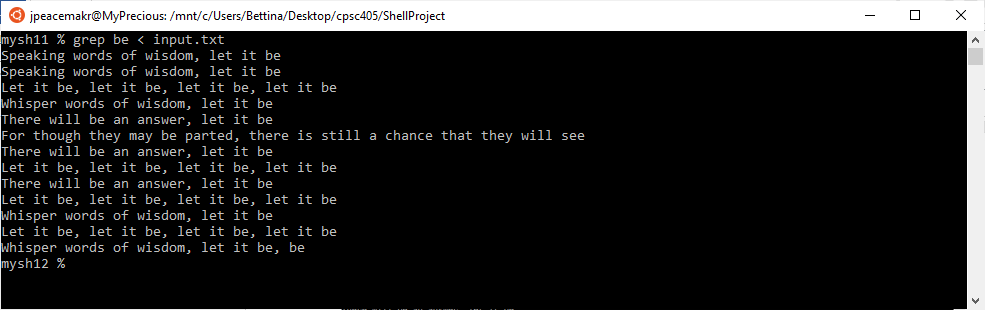 jpeacemakr@MyPrecious: /mnt/c/Users/Bettina/Desktop/cpsc405/ShellProject
mysh11 % grep be < input.txt
Speaking words of wisdom, let it be
Speaking words of wisdom, let it be
Let it be, let it be, let it be, let it be
Whisper words of wisdom, let it be
There will be an answer, let it be
For though they may be parted, there is still a chance that they will see
There will be an answer, let it be
Let it be, let it be, let it be, let it be
There will be an answer, let it be
Let it be, let it be, let it be, let it be
Whisper words of wisdom, let it be
Let it be, let it be, let it be, let it be
Whisper words of wisdom, let it be, be
mysh12 %